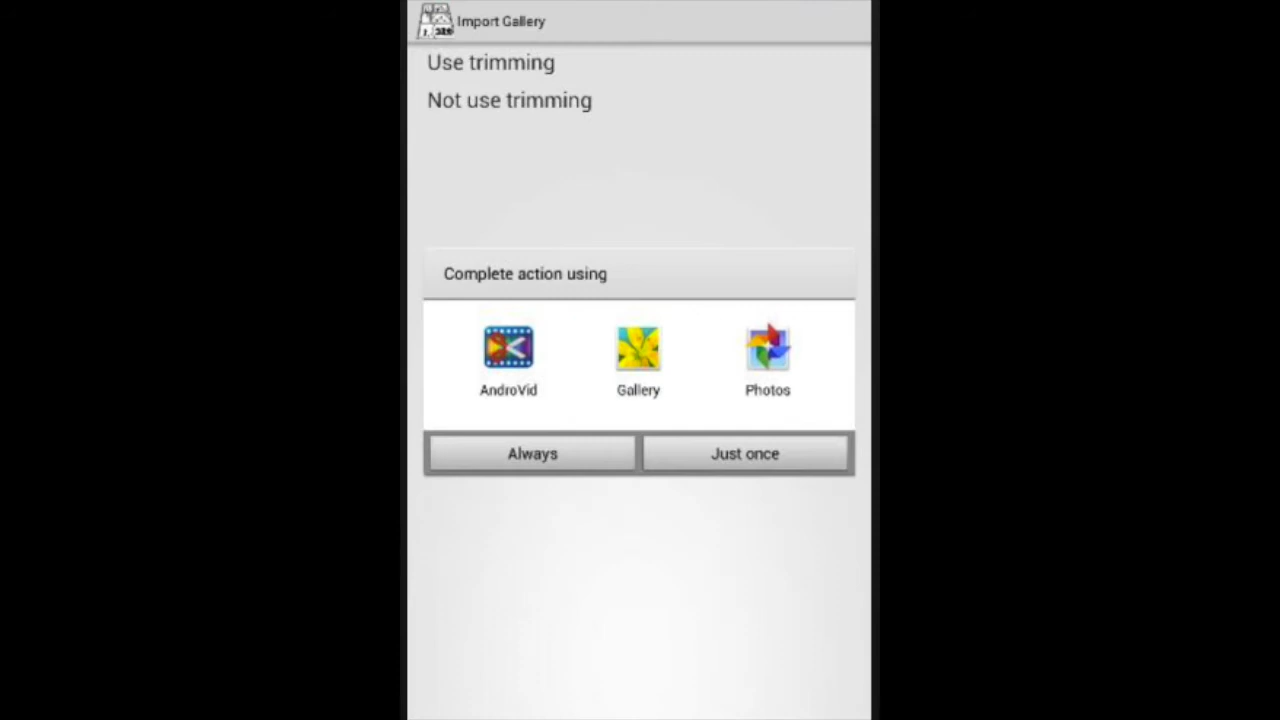 Import Gallery
Use trimming
Not use trimming
Complete action using
AndroVid Gallery Photos
Always Just once